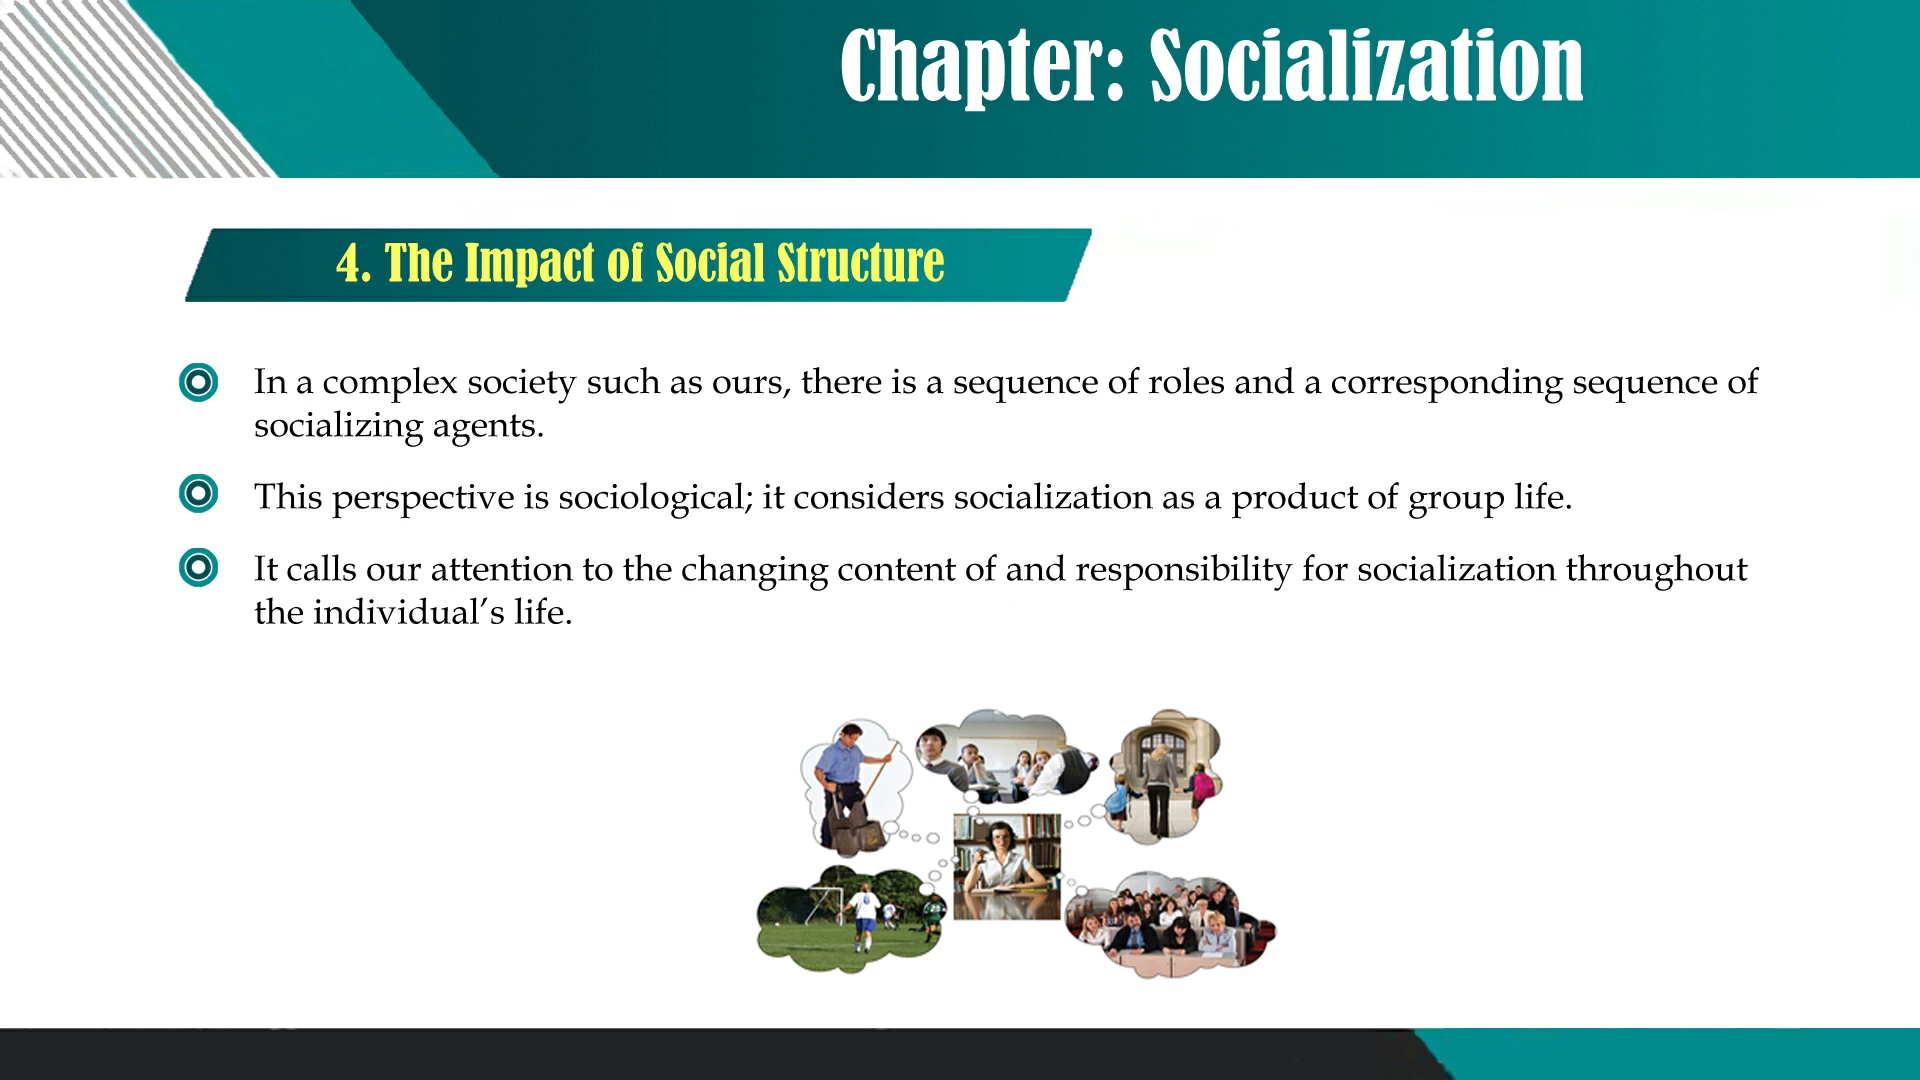 Chapter: Socialization
4. The Impact of Social Structure
In a complex society such as ours, there is a sequence of roles and a corresponding sequence of
socializing agents.
This perspective is sociological; it considers socialization as a product of group life.
It calls our attention to the changing content of and responsibility for socialization throughout
the individual’s life.